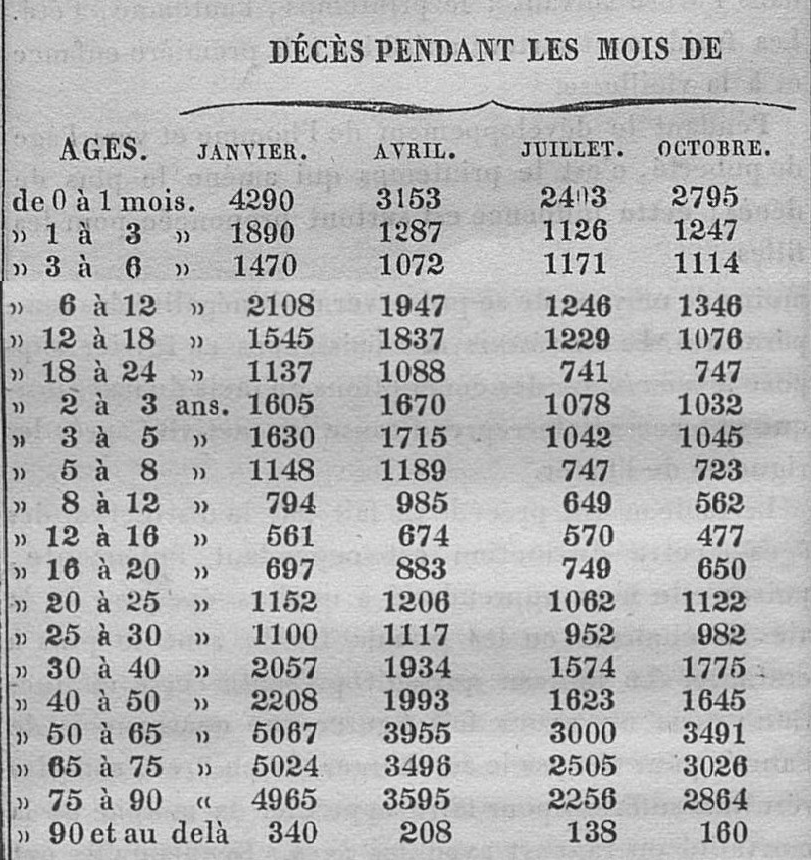 DÉCÈS PENDANT LES MOIS DE
AGES. JANVIER. AVRIL. JUILLET. OCTOBRE.
de 0 à 1 mois. 4290 3153 2403 2795
» 1 à 3 » 1890 1287 1126 1247
» 3 à 6 » 1470 1072 1171 1114
» 6 à 12 » 2108 1947 1246 1346
» 12 à 18 » 1545 1837 1229 1076
» 18 à 24 » 1137 1088 741 747
» 2 à 3 ans. 1605 1670 1078 1032
» 3 à 5 » 1630 1715 1042 1045
» 5 à 8 » 1148 1189 747 723
» 8 à 12 » 794 985 649 562
» 12 à 16 » 561 674 570 477
» 16 à 20 » 697 883 749 650
» 20 à 25 » 1152 1206 1062 1122
» 25 à 30 » 1100 1117 952 982
» 30 à 40 » 2057 1934 1574 1775
» 40 à 50 » 2208 1993 1623 1645
» 50 à 65 » 5067 3955 3000 3491
» 65 à 75 » 5024 3496 2505 3026
» 75 à 90 « 4965 3595 2256 2864
» 90 et au delà 340 208 138 160